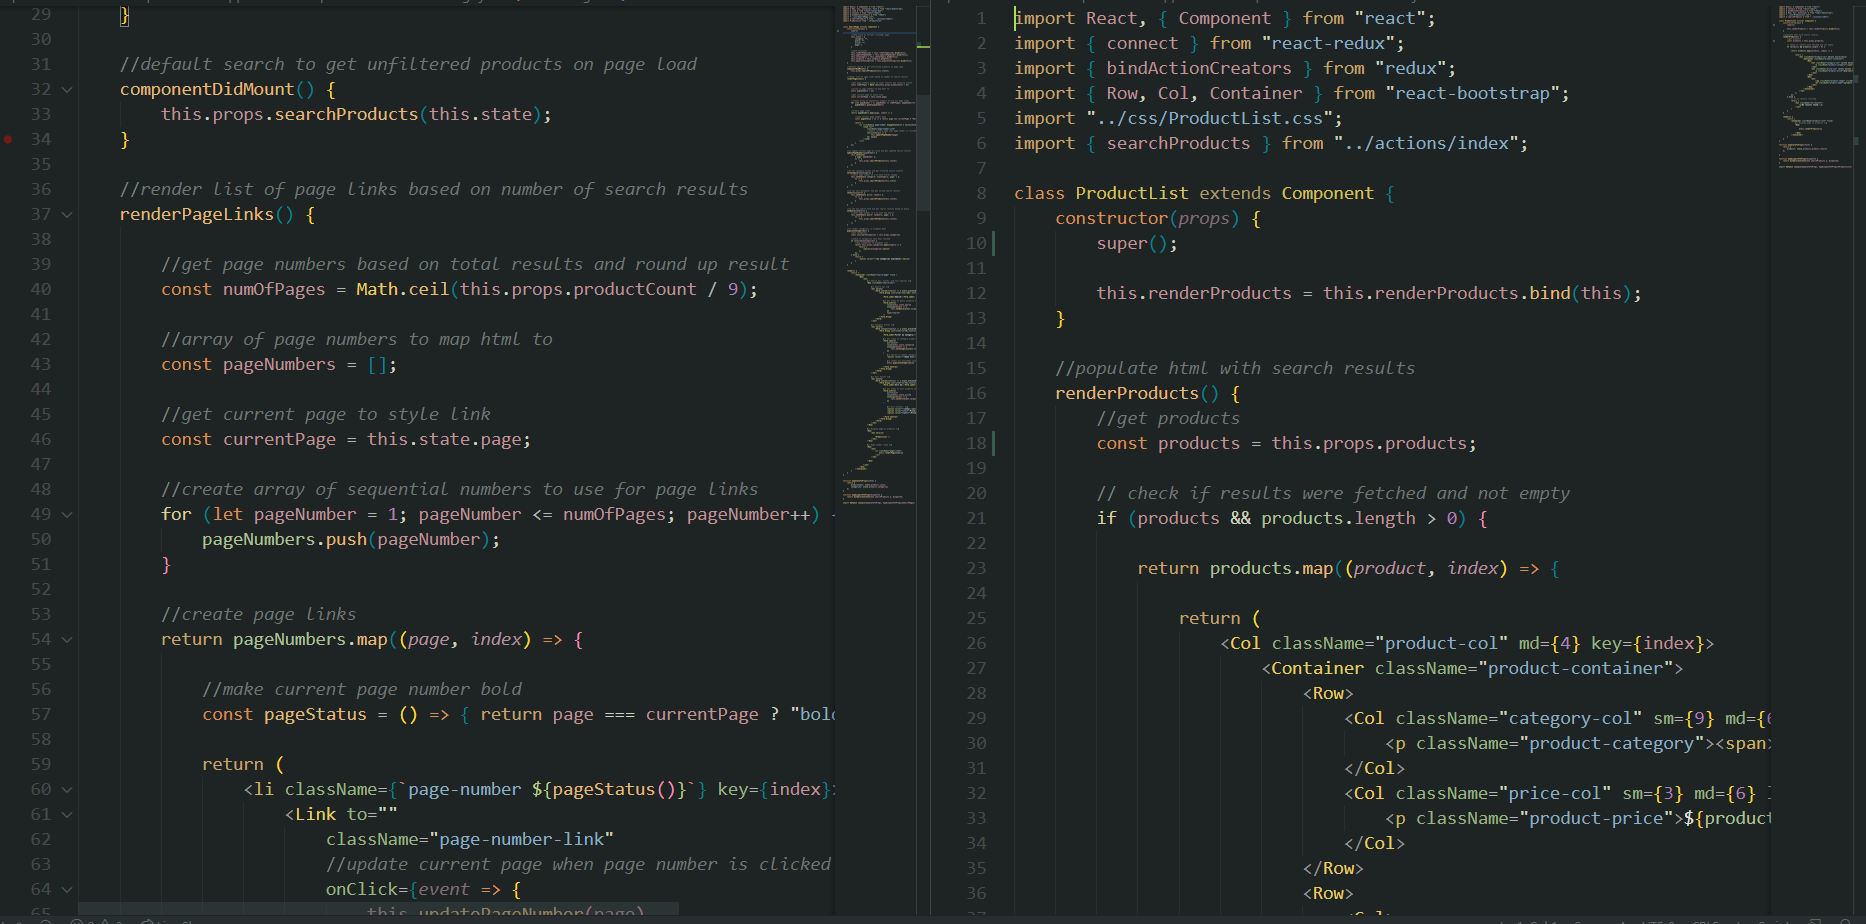 29 }
30
31 //default search to get unfiltered products on page load
32 componentDidMount() {
33 this.props.searchProducts(this.state);
34 }
35
36 //render list of page links based on number of search results
37 renderPageLinks() {
38
39 //get page numbers based on total results and round up result
40 const numOfPages = Math.ceil(this.props.productCount / 9);
41
42 //array of page numbers to map html to
43 const pageNumbers = [];
44
45 //get current page to style link
46 const currentPage = this.state.page;
47
48 //create array of sequential numbers to use for page links
49 for (let pageNumber = 1; pageNumber <= numOfPages; pageNumber++)
50 pageNumbers.push(pageNumber);
51 }
52
53 //create page links
54 return pageNumbers.map((page, index) => {
55
56 //make current page number bold
57 const pageStatus = () => { return page === currentPage ? "bold
58
59 return (
60 <li className={`page-number ${pageStatus()}`} key={index}>
61 <Link to=""
62 className="page-number-link"
63 //update current page when page number is clicked
64 onClick={event => {
65 this.updatePageNumber(page)
1 import React, { Component } from "react";
2 import { connect } from "react-redux";
3 import { bindActionCreators } from "redux";
4 import { Row, Col, Container } from "react-bootstrap";
5 import "../css/ProductList.css";
6 import { searchProducts } from "../actions/index";
7
8 class ProductList extends Component {
9 constructor(props) {
10 super();
11
12 this.renderProducts = this.renderProducts.bind(this);
13 }
14
15 //populate html with search results
16 renderProducts() {
17 //get products
18 const products = this.props.products;
19
20 // check if results were fetched and not empty
21 if (products && products.length > 0) {
22
23 return products.map((product, index) => {
24
25 return (
26 <Col className="product-col" md={4} key={index}>
27 <Container className="product-container">
28 <Row>
29 <Col className="category-col" sm={9} md={6
30 <p className="product-category"><span>
31 </Col>
32 <Col className="price-col" sm={3} md={6}
33 <p className="product-price">${product
34 </Col>
35 </Row>
36 <Row>